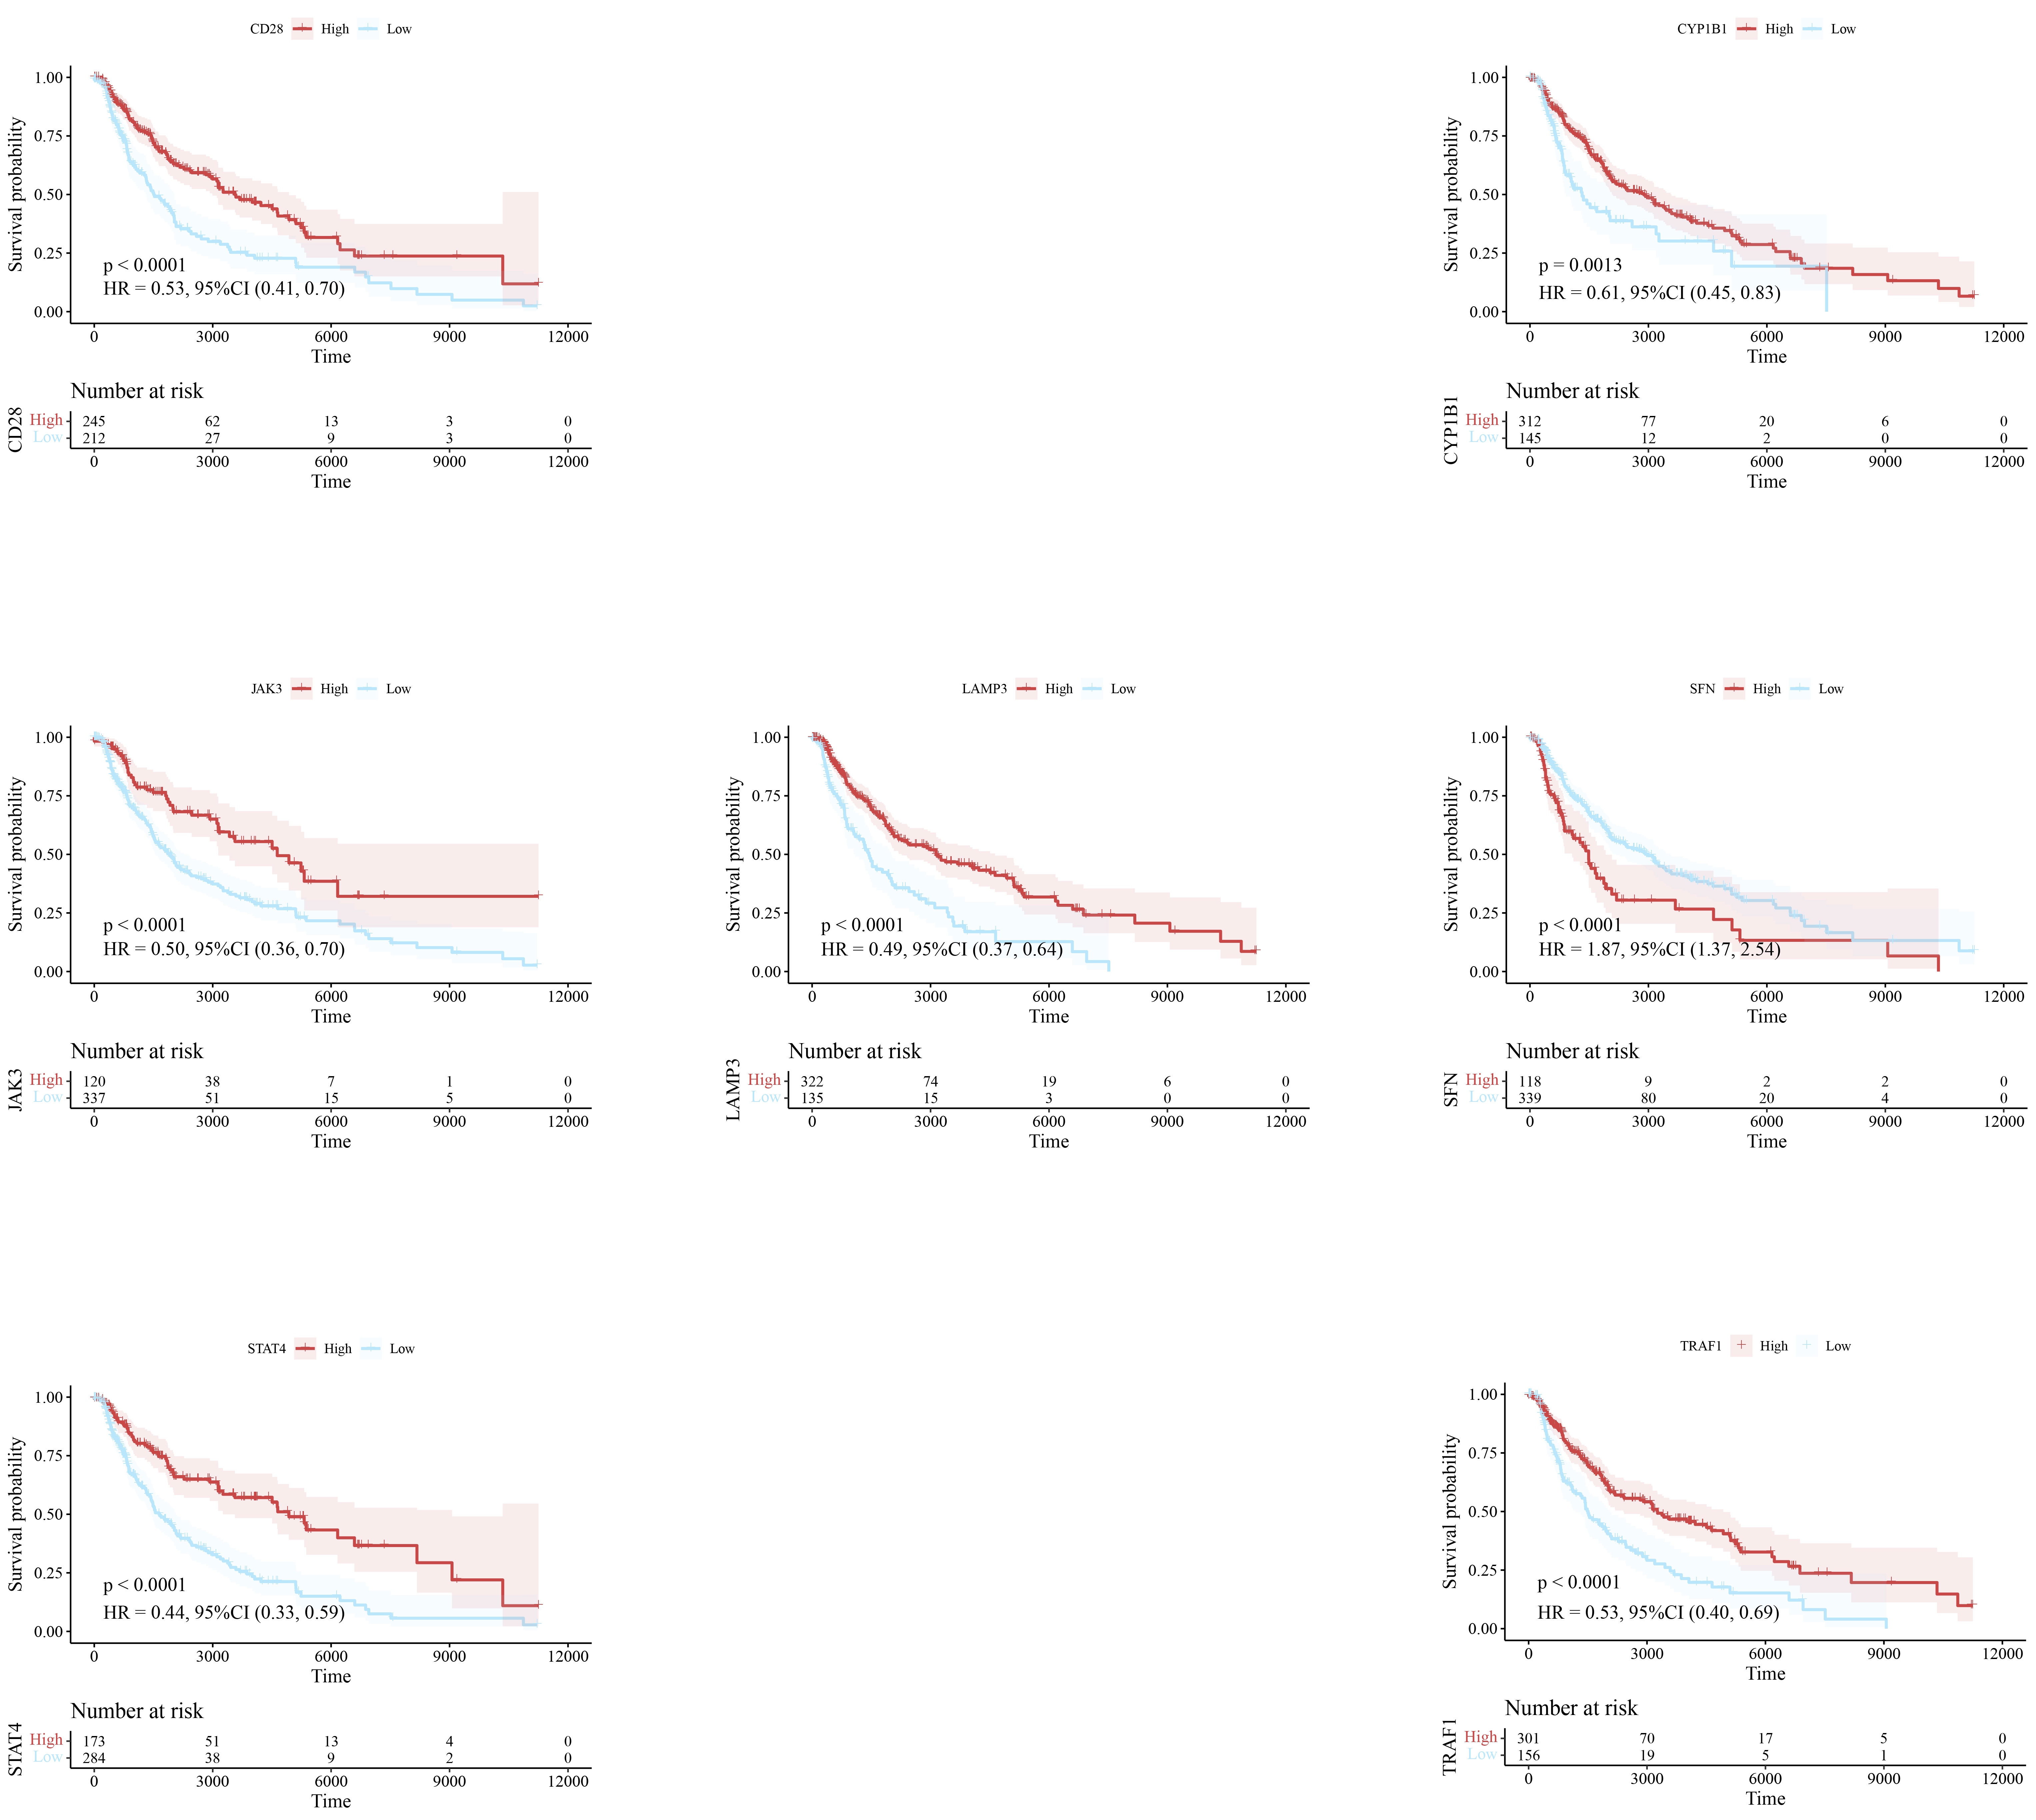 CD28 High Low
Survival probability
1.00
0.75
0.50
0.25
0.00
p < 0.0001
HR = 0.53, 95%CI (0.41, 0.70)
0 3000 6000 9000 12000
Time
Number at risk
CD28
High 245 62 13 3 0
Low 212 27 9 3 0
0 3000 6000 9000 12000
Time
CYP1B1 High Low
Survival probability
1.00
0.75
0.50
0.25
0.00
p = 0.0013
HR = 0.61, 95%CI (0.45, 0.83)
0 3000 6000 9000 12000
Time
Number at risk
CYP1B1
High 312 77 20 6 0
Low 145 12 2 0 0
0 3000 6000 9000 12000
Time
JAK3 High Low
Survival probability
1.00
0.75
0.50
0.25
0.00
p < 0.0001
HR = 0.50, 95%CI (0.36, 0.70)
0 3000 6000 9000 12000
Time
Number at risk
JAK3
High 120 38 7 1 0
Low 337 51 15 5 0
0 3000 6000 9000 12000
Time
LAMP3 High Low
Survival probability
1.00
0.75
0.50
0.25
0.00
p < 0.0001
HR = 0.49, 95%CI (0.37, 0.64)
0 3000 6000 9000 12000
Time
Number at risk
LAMP3
High 322 74 19 6 0
Low 135 15 3 0 0
0 3000 6000 9000 12000
Time
SFN High Low
Survival probability
1.00
0.75
0.50
0.25
0.00
p < 0.0001
HR = 1.87, 95%CI (1.37, 2.54)
0 3000 6000 9000 12000
Time
Number at risk
SFN
High 118 9 2 2 0
Low 339 80 20 4 0
0 3000 6000 9000 12000
Time
STAT4 High Low
Survival probability
1.00
0.75
0.50
0.25
0.00
p < 0.0001
HR = 0.44, 95%CI (0.33, 0.59)
0 3000 6000 9000 12000
Time
Number at risk
STAT4
High 173 51 13 4 0
Low 284 38 9 2 0
0 3000 6000 9000 12000
Time
TRAF1 High Low
Survival probability
1.00
0.75
0.50
0.25
0.00
p < 0.0001
HR = 0.53, 95%CI (0.40, 0.69)
0 3000 6000 9000 12000
Time
Number at risk
TRAF1
High 301 70 17 5 0
Low 156 19 5 1 0
0 3000 6000 9000 12000
Time